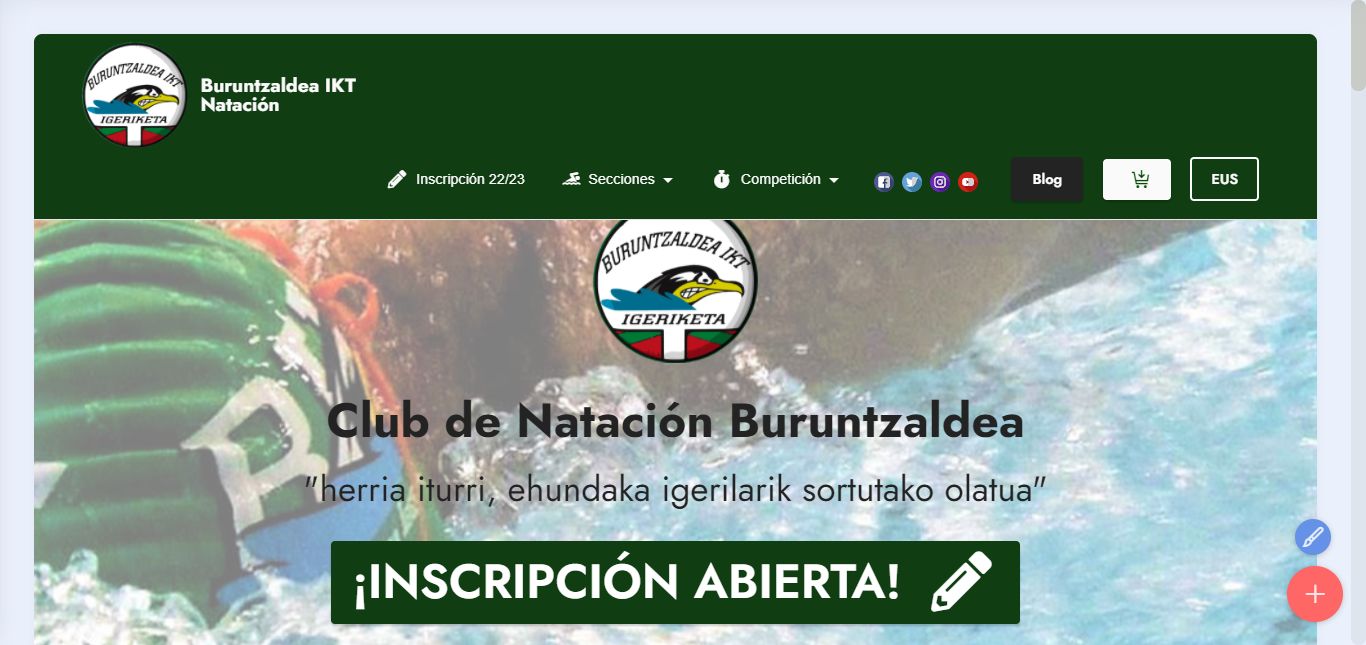 BURUNTZALDEA IKT
IGERIKETA
Buruntzaldea IKT
Natación
Inscripción 22/23
Secciones
Competición
Blog
EUS
BURUNTZALDEA IKT
IGERIKETA
Club de Natación Buruntzaldea
"herria iturri, ehundaka igerilarik sortutako olatua"
¡INSCRIPCIÓN ABIERTA!